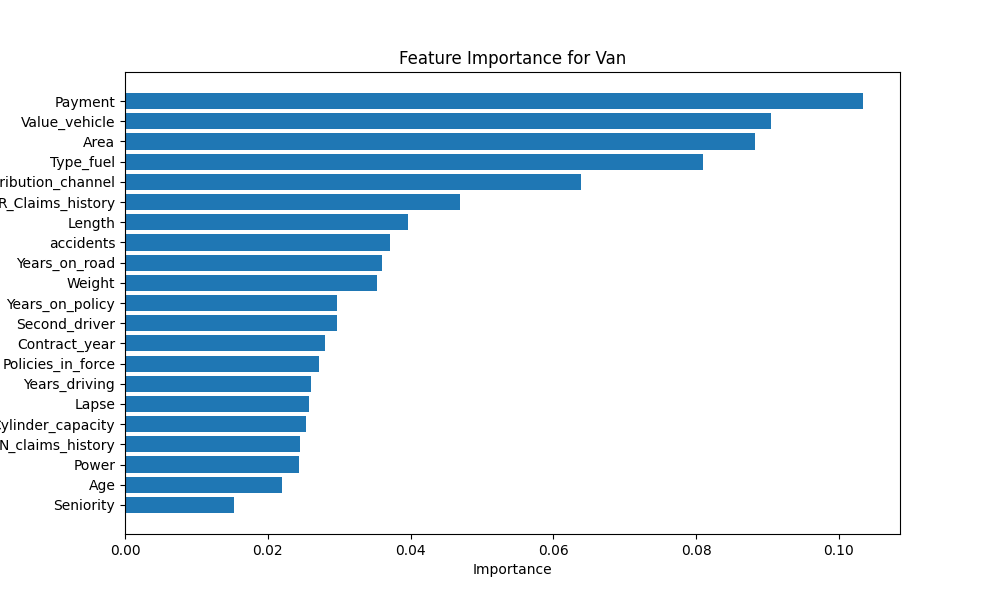 Feature Importance for Van
Payment
Value_vehicle
Area
Type_fuel
ribution_channel
R_Claims_history
Length
accidents
Years_on_road
Weight
Years_on_policy
Second_driver
Contract_year
Policies_in_force
Years_driving
Lapse
Cylinder_capacity
N_claims_history
Power
Age
Seniority
0.00 0.02 0.04 0.06 0.08 0.10
Importance